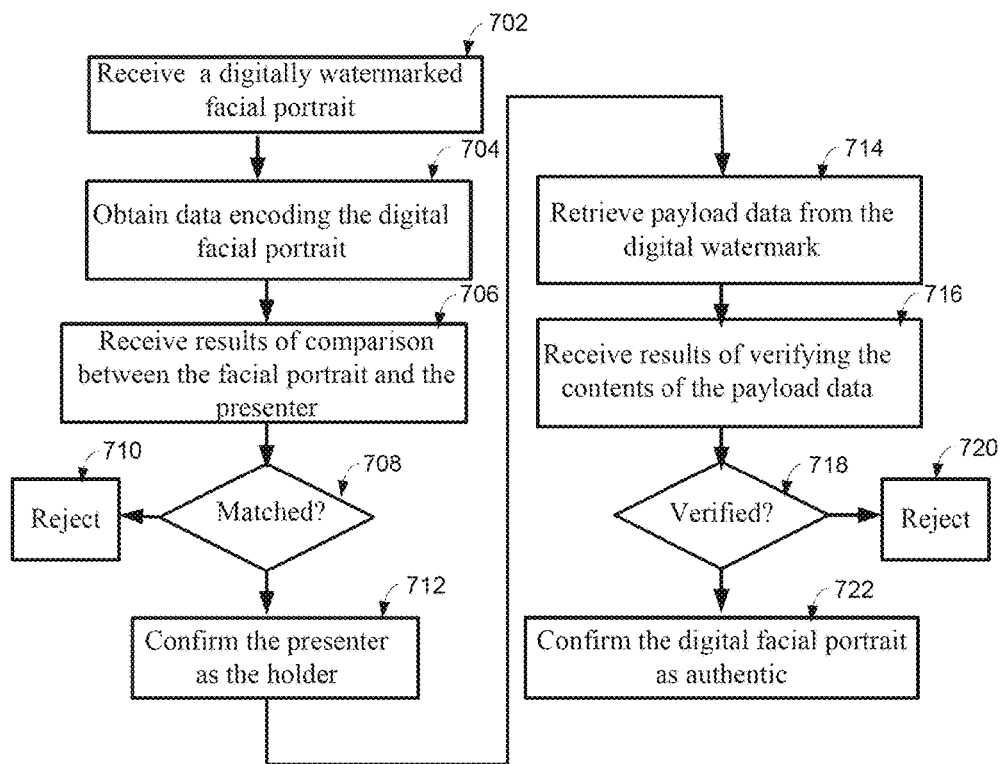 702
Receive a digitally watermarked
facial portrait
704
Obtain data encoding the digital
facial portrait
706
Receive results of comparison
between the facial portrait and the
presenter
710
Reject
708
Matched?
712
Confirm the presenter
as the holder
714
Retrieve payload data from the
digital watermark
716
Receive results of verifying the
contents of the payload data
718
Verified?
720
Reject
722
Confirm the digital facial portrait
as authentic